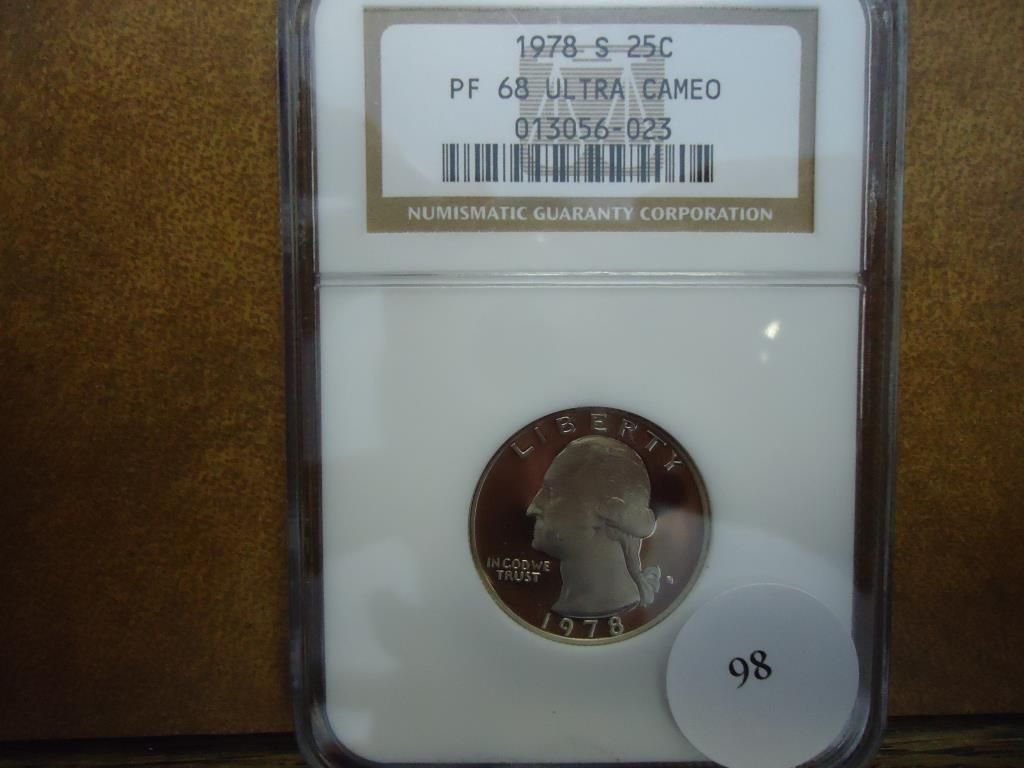 1978 S 25C
PF 68 ULTRA CAMEO
013056-023
NUMISMATIC GUARANTY CORPORATION
LIBERTY
IN GOD WE
TRUST
1978
98